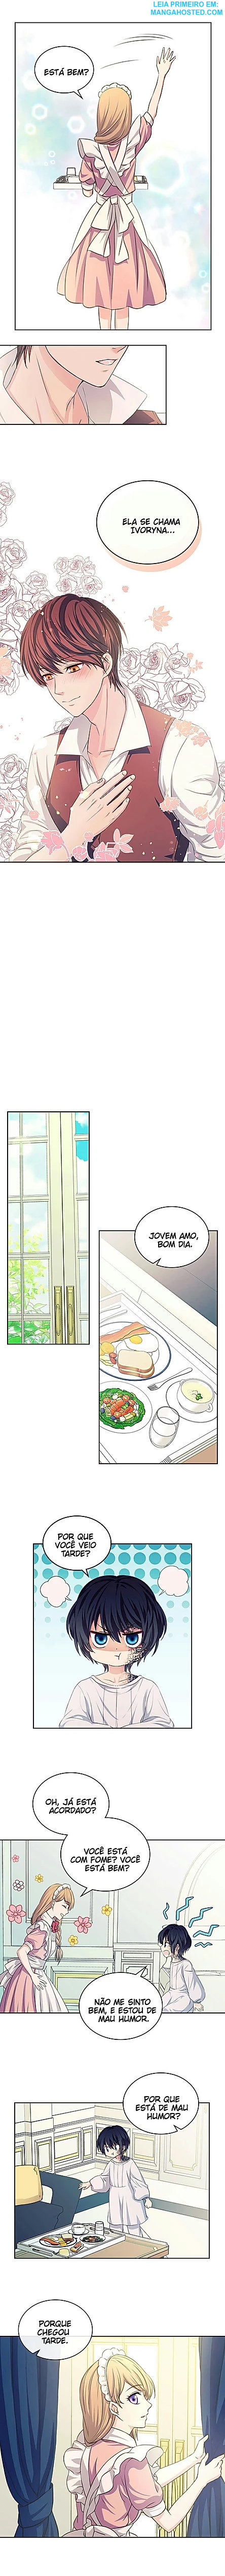 LEIA PRIMEIRO EM:
MANGAHOSTED.COM
ESTÁ BEM?
ELA SE CHAMA
IVORYNA...
JOVEM AMO,
BOM DIA.
POR QUE
VOCÊ VEIO
TARDE?
OH, JÁ ESTÁ
ACORDADO?
VOCÊ ESTÁ
COM FOME? VOCÊ
ESTÁ BEM?
NÃO ME SINTO
BEM, E ESTOU DE
MAU HUMOR.
POR QUE
ESTÁ DE MAU
HUMOR?
PORQUE
CHEGOU
TARDE.